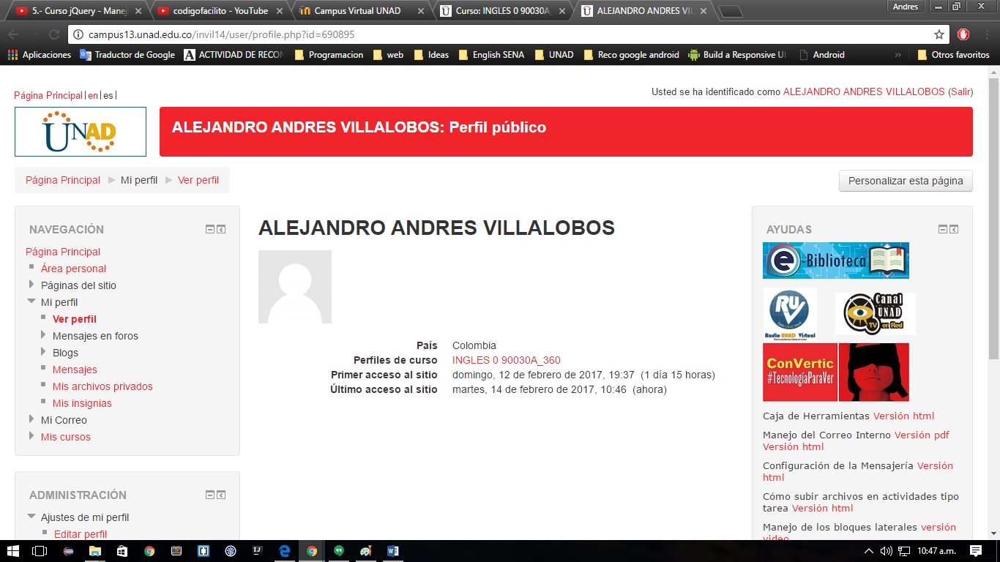 5.- Curso jQuery - Manej
codigofacilito - YouTube
Campus Virtual UNAD
Curso: INGLES 0 90030A_
ALEJANDRO ANDRES VIL
Andres
campus13.unad.edu.co/invil14/user/profile.php?id=690895
Aplicaciones
Traductor de Google
ACTIVIDAD DE RECON
Programacion
web
Ideas
English SENA
UNAD
Reco google android
Build a Responsive UI
Android
»
Otros favoritos
Página Principal | en | es |
Usted se ha identificado como ALEJANDRO ANDRES VILLALOBOS (Salir)
UNAD
ALEJANDRO ANDRES VILLALOBOS: Perfil público
Página Principal ► Mi perfil ► Ver perfil
Personalizar esta página
NAVEGACIÓN
Página Principal
Área personal
Páginas del sitio
Mi perfil
Ver perfil
Mensajes en foros
Blogs
Mensajes
Mis archivos privados
Mis insignias
Mi Correo
Mis cursos
ADMINISTRACIÓN
Ajustes de mi perfil
Editar perfil
ALEJANDRO ANDRES VILLALOBOS
País Colombia
Perfiles de curso INGLES 0 90030A_360
Primer acceso al sitio domingo, 12 de febrero de 2017, 19:37 (1 día 15 horas)
Último acceso al sitio martes, 14 de febrero de 2017, 10:46 (ahora)
AYUDAS
e-Biblioteca
RUV
Radio UNAD Virtual
Canal
UNAD
TV en Red
ConVertic
#TecnologíaParaVer
Caja de Herramientas Versión html
Manejo del Correo Interno Versión pdf
Versión html
Configuración de la Mensajería Versión
html
Cómo subir archivos en actividades tipo
tarea Versión html
Manejo de los bloques laterales versión
video
10:47 a.m.